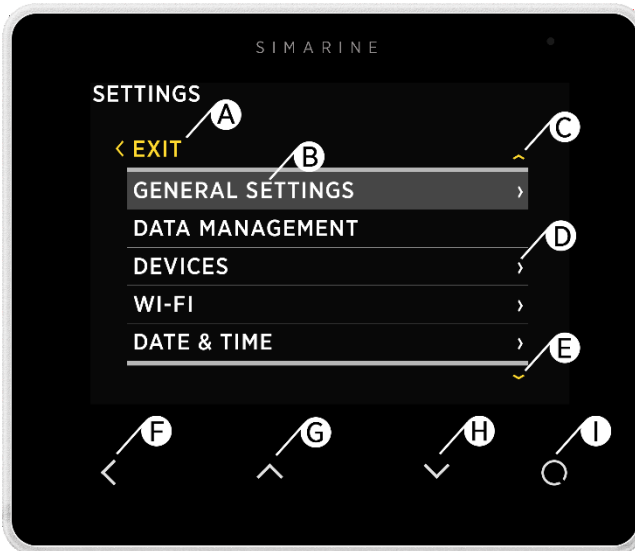 SIMARINE
SETTINGS
A
< EXIT
C
B
GENERAL SETTINGS
DATA MANAGEMENT
D
DEVICES
WI-FI
DATE & TIME
E
F
G
H
I